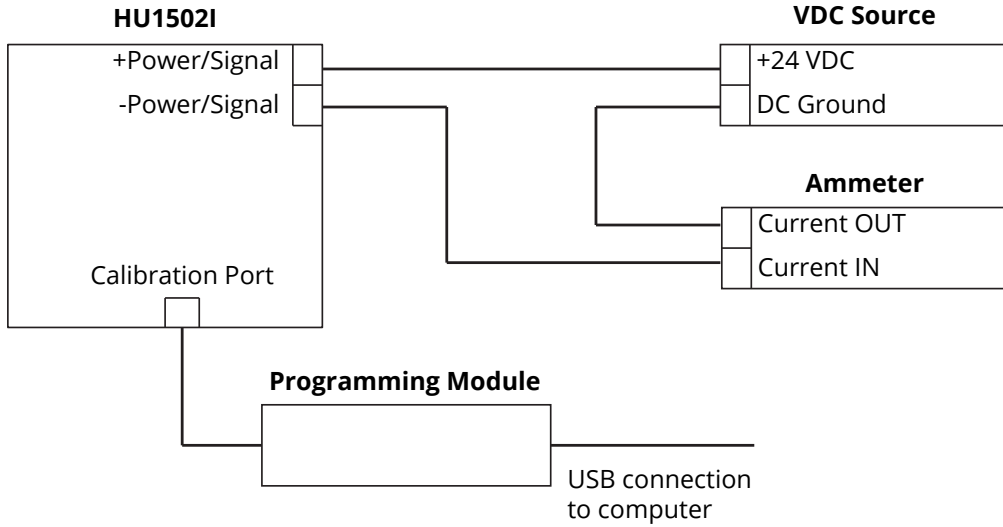 HU1502I
VDC Source
+Power/Signal
-Power/Signal
+24 VDC
DC Ground
Ammeter
Current OUT
Current IN
Calibration Port
Programming Module
USB connection
to computer